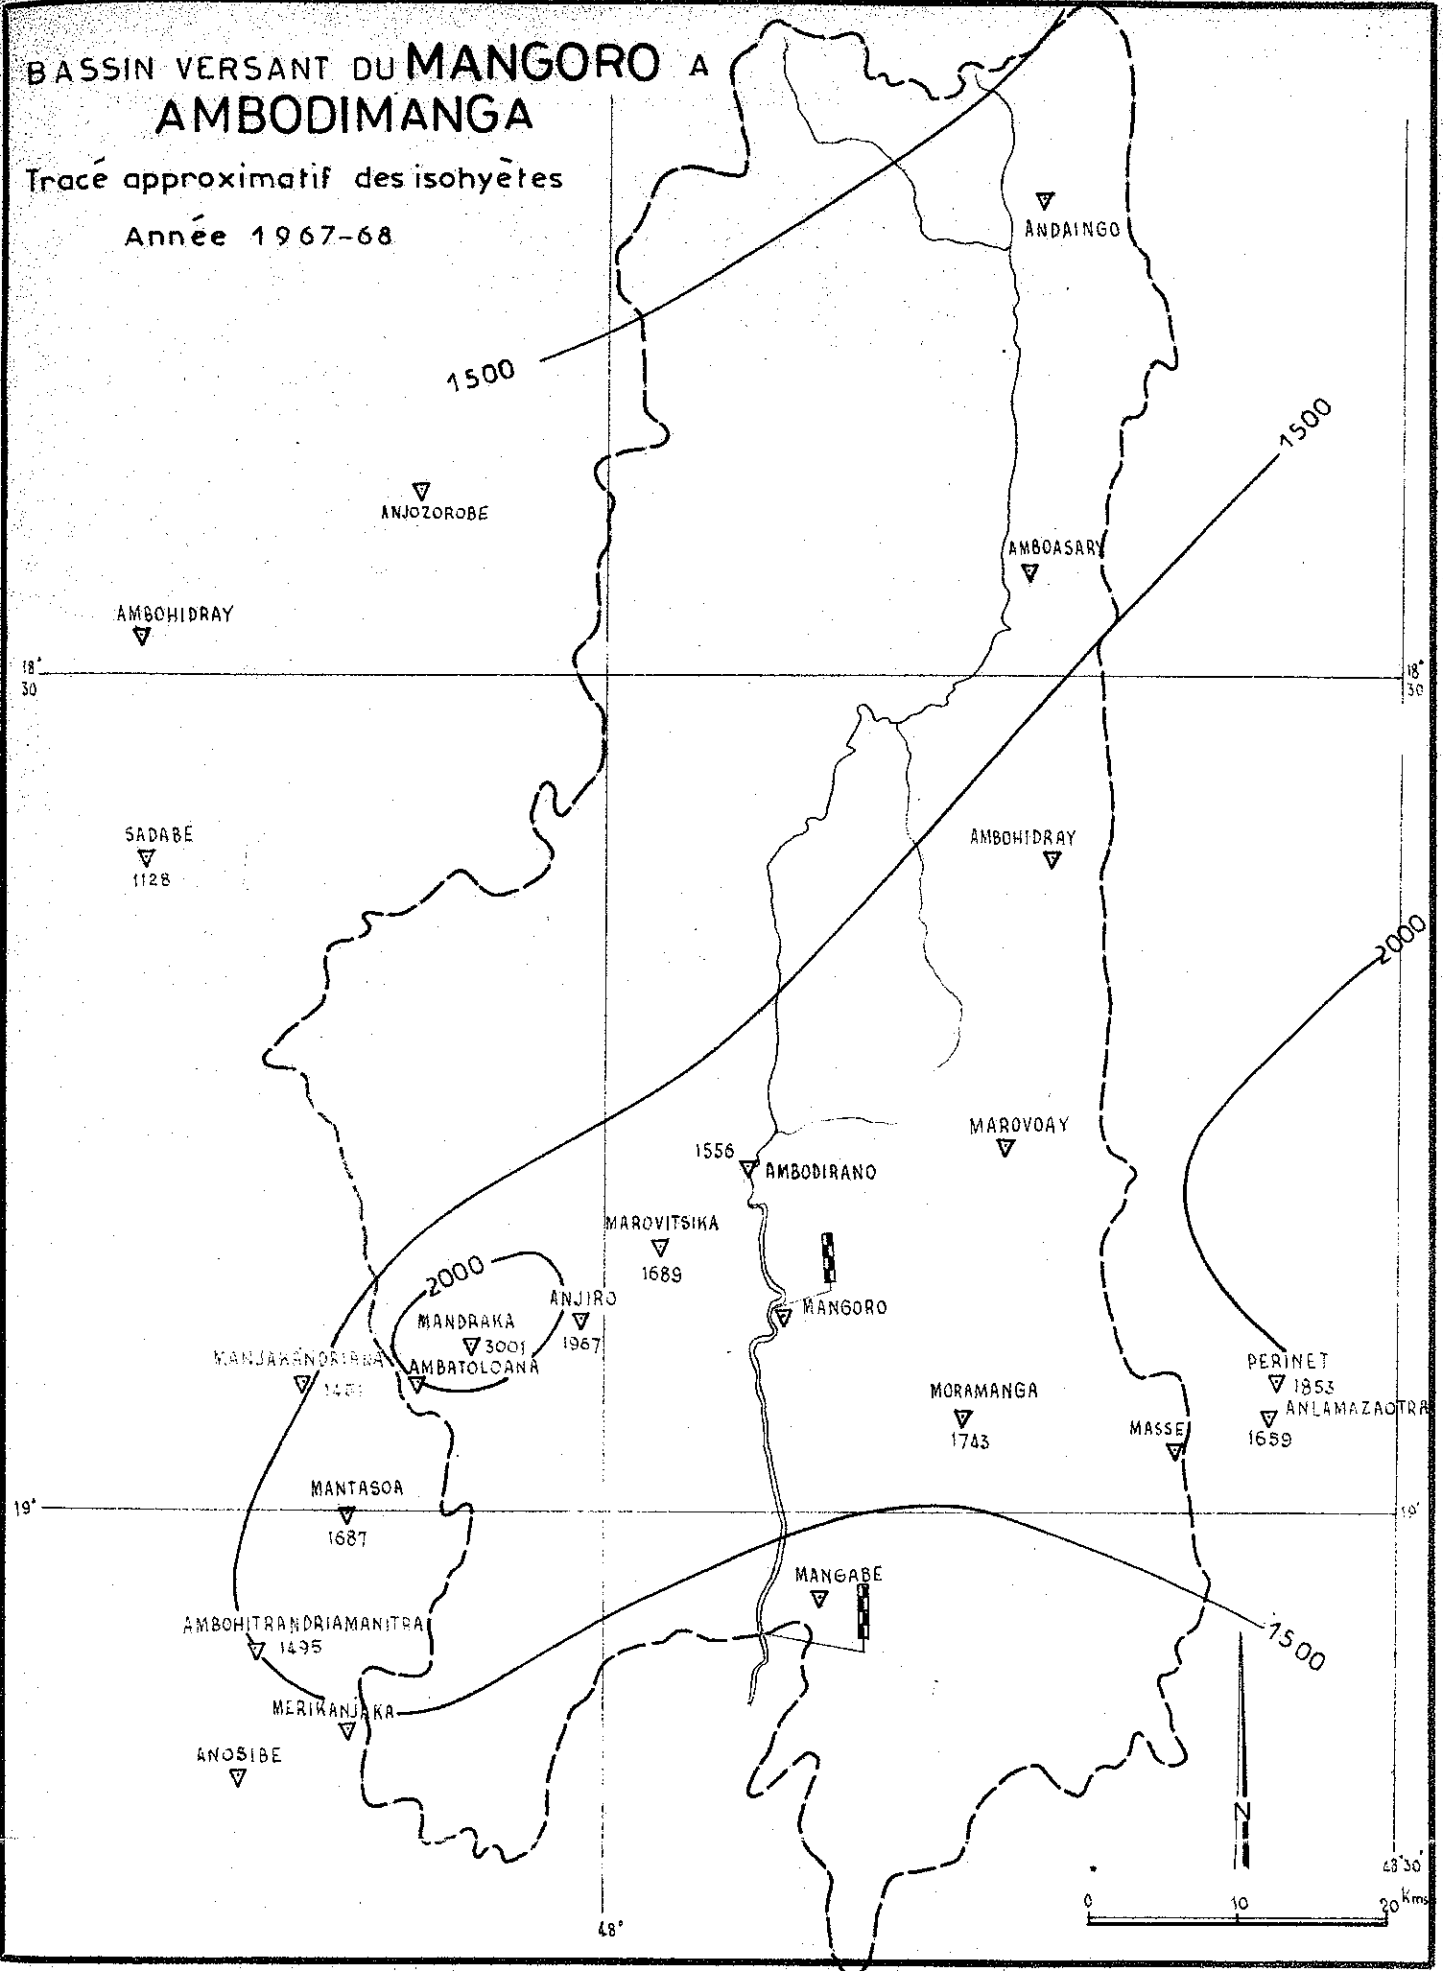 BASSIN VERSANT DU MANGORO A
AMBODIMANGA
Tracé approximatif des isohyètes
Année 1967-68
ANDAINGO
1500
1500
ANJOZOROBE
AMBOASARY
AMBOHIDRAY
18°
30
18°
30
SADABE
1128
AMBOHIDRAY
2000
MAROVOAY
1556
AMBODIRANO
MAROVITSIKA
1689
2000
ANJIRO
1967
MANGORO
MANDRAKA
3001
MANJAKANDRIANA
AMBATOLOANA
PERINET
1853
MORAMANGA
1743
ANLAMAZAOTRA
1659
MASSE
MANTASOA
1687
19°
19°
MANGABE
AMBOHITRANDRIAMANITRA
1495
1500
MERIKANJAKA
ANOSIBE
N
48°
48°30'
0 10 20 Kms